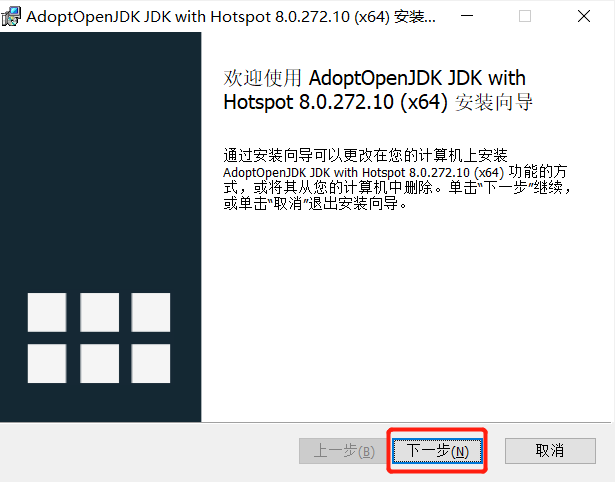 AdoptOpenJDK JDK with Hotspot 8.0.272.10 (x64) 安装...
欢迎使用 AdoptOpenJDK JDK with
Hotspot 8.0.272.10 (x64) 安装向导
通过安装向导可以更改在您的计算机上安装
AdoptOpenJDK JDK with Hotspot 8.0.272.10 (x64) 功能的方
式，或将其从您的计算机中删除。单击“下一步”继续，
或单击“取消”退出安装向导。
上一步(B)
下一步(N)
取消